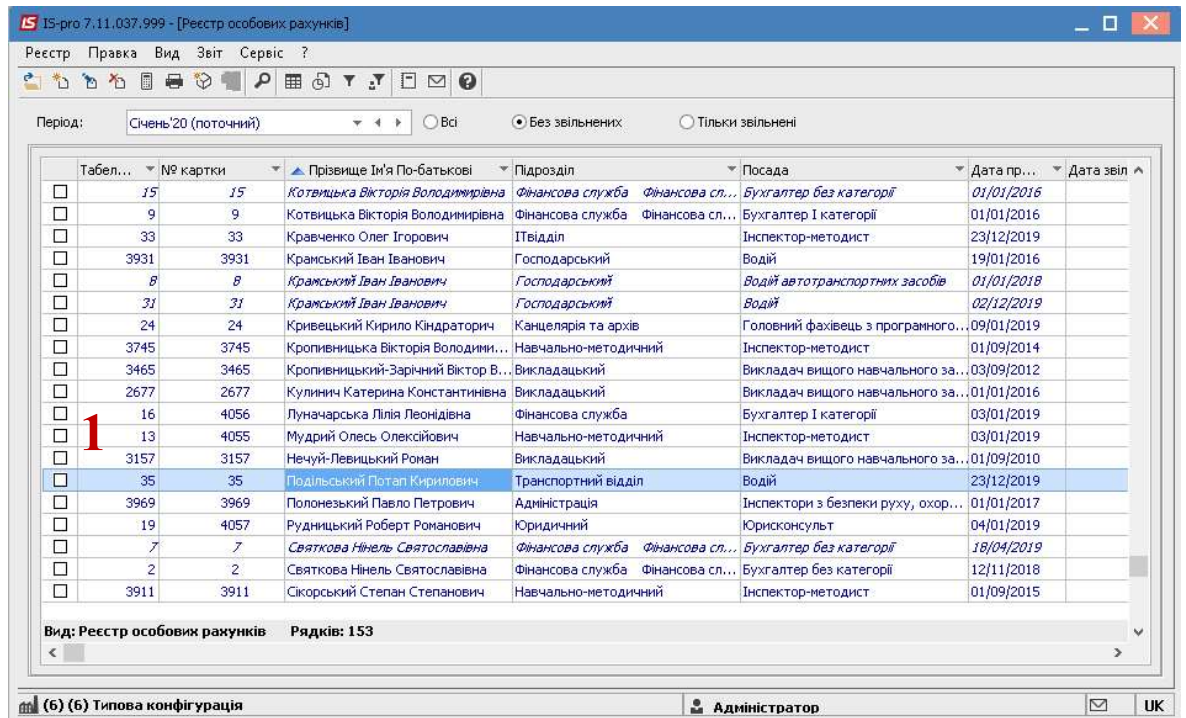 IS-pro 7.11.037.999 - [Реєстр особових рахунків]
Реєстр Правка Вид Звіт Сервіс ?
Період: Січень'20 (поточний) Всі Без звільнених Тільки звільнені
Табел... № картки Прізвище Ім'я По-батькові Підрозділ Посада Дата пр... Дата звіл
15 15 Котвицька Вікторія Володимирівна Фінансова служба Фінансова сл... Бухгалтер без категорії 01/01/2016
9 9 Котвицька Вікторія Володимирівна Фінансова служба Фінансова сл... Бухгалтер І категорії 01/01/2016
33 33 Кравченко Олег Ігорович ІТвідділ Інспектор-методист 23/12/2019
3931 3931 Крамський Іван Іванович Господарський Водій 19/01/2016
8 8 Крамський Іван Іванович Господарський Водій автотранспортних засобів 01/01/2018
31 31 Крамський Іван Іванович Господарський Водій 02/12/2019
24 24 Кривецький Кирило Кіндраторич Канцелярія та архів Головний фахівець з програмного... 09/01/2019
3745 3745 Кропивницька Вікторія Володими... Навчально-методичний Інспектор-методист 01/09/2014
3465 3465 Кропивницький-Зарічний Віктор В... Викладацький Викладач вищого навчального за... 03/09/2012
2677 2677 Кулинич Катерина Константинівна Викладацький Викладач вищого навчального за... 01/01/2016
16 4056 Луначарська Лілія Леонідівна Фінансова служба Бухгалтер І категорії 03/01/2019
1
13 4055 Мудрий Олесь Олексійович Навчально-методичний Інспектор-методист 03/01/2019
3157 3157 Нечуй-Левицький Роман Викладацький Викладач вищого навчального за... 01/09/2010
35 35 Подільський Потап Кирилович Транспортний відділ Водій 23/12/2019
3969 3969 Полонезький Павло Петрович Адміністрація Інспектори з безпеки руху, охор... 01/01/2017
19 4057 Рудницький Роберт Романович Юридичний Юрисконсульт 04/01/2019
7 7 Святкова Нінель Святославівна Фінансова служба Фінансова сл... Бухгалтер без категорії 18/04/2019
2 2 Святкова Нінель Святославівна Фінансова служба Фінансова сл... Бухгалтер без категорії 12/11/2018
3911 3911 Сікорський Степан Степанович Навчально-методичний Інспектор-методист 01/09/2015
Вид: Реєстр особових рахунків Рядків: 153
(6) (6) Типова конфігурація Адміністратор UK